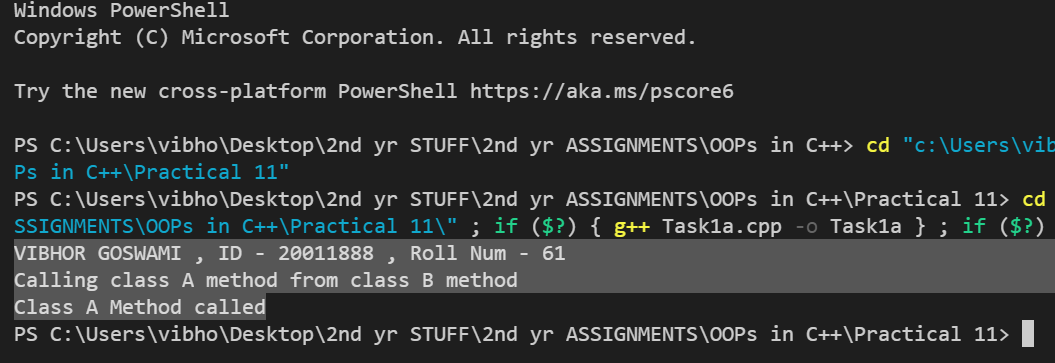 Windows PowerShell
Copyright (C) Microsoft Corporation. All rights reserved.
Try the new cross-platform PowerShell https://aka.ms/pscore6
PS C:\Users\vibho\Desktop\2nd yr STUFF\2nd yr ASSIGNMENTS\OOPs in C++> cd "c:\Users\vib
Ps in C++\Practical 11"
PS C:\Users\vibho\Desktop\2nd yr STUFF\2nd yr ASSIGNMENTS\OOPs in C++\Practical 11> cd
SSIGNMENTS\OOPs in C++\Practical 11\" ; if ($?) { g++ Task1a.cpp -o Task1a } ; if ($?)
VIBHOR GOSWAMI , ID - 20011888 , Roll Num - 61
Calling class A method from class B method
Class A Method called
PS C:\Users\vibho\Desktop\2nd yr STUFF\2nd yr ASSIGNMENTS\OOPs in C++\Practical 11>